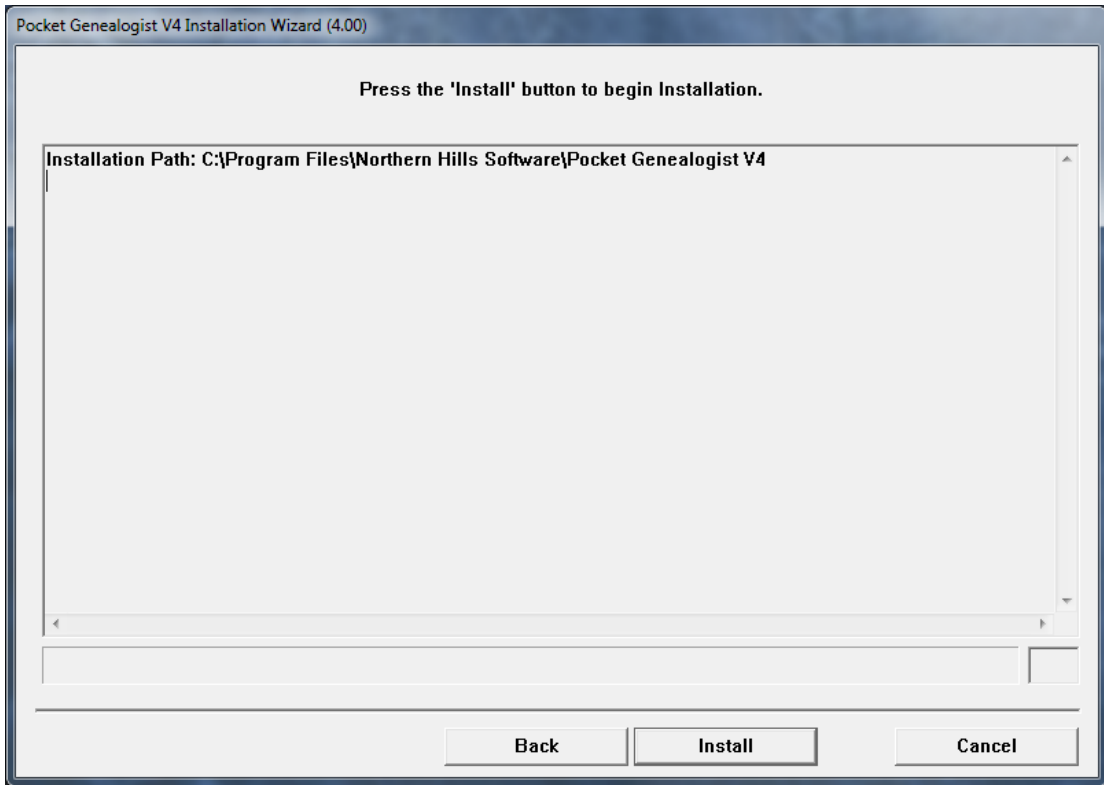 Pocket Genealogist V4 Installation Wizard (4.00)
Press the 'Install' button to begin Installation.
Installation Path: C:\Program Files\Northern Hills Software\Pocket Genealogist V4
Back
Install
Cancel